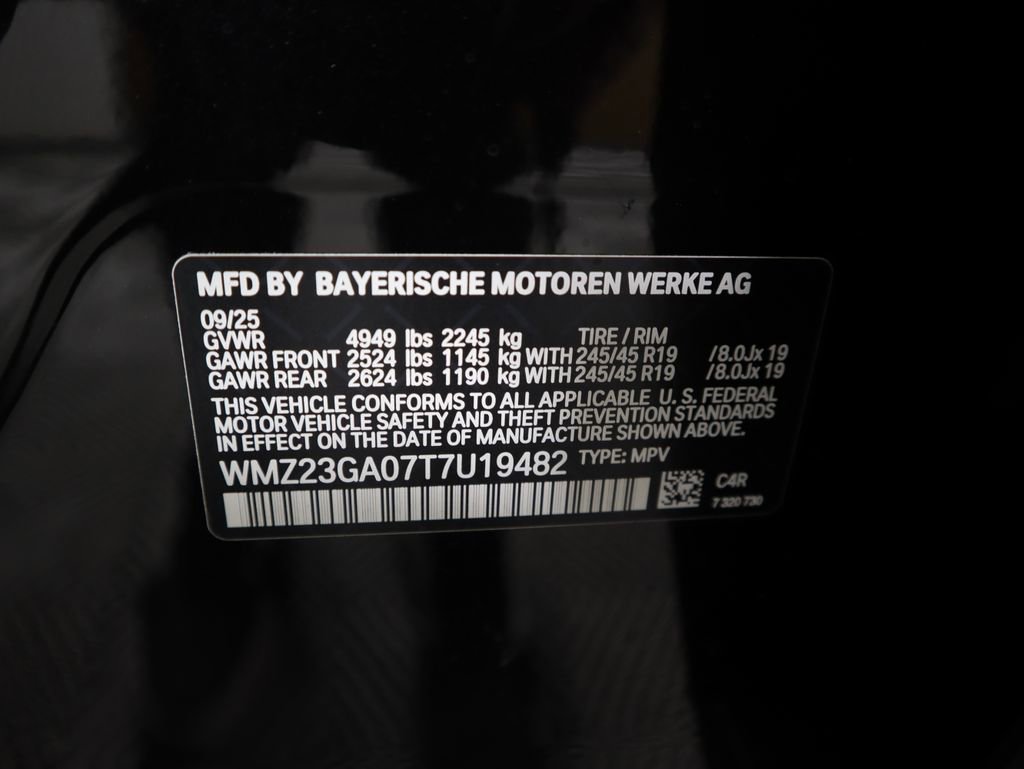 MFD BY BAYERISCHE MOTOREN WERKE AG
09/25
GVWR 4949 lbs 2245 kg TIRE / RIM
GAWR FRONT 2524 lbs 1145 kg WITH 245/45 R19 /8.0Jx 19
GAWR REAR 2624 lbs 1190 kg WITH 245/45 R19 /8.0Jx 19
THIS VEHICLE CONFORMS TO ALL APPLICABLE U. S. FEDERAL
MOTOR VEHICLE SAFETY AND THEFT PREVENTION STANDARDS
IN EFFECT ON THE DATE OF MANUFACTURE SHOWN ABOVE.
WMZ23GA07T7U19482 TYPE: MPV
C4R
7 320 730